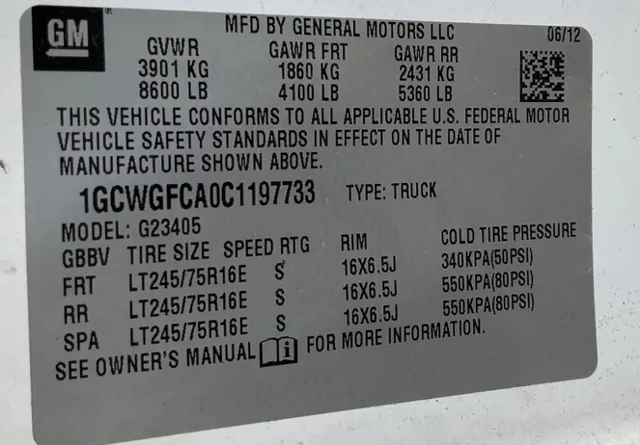 GM
MFD BY GENERAL MOTORS LLC 06/12
GVWR GAWR FRT GAWR RR
3901 KG 1860 KG 2431 KG
8600 LB 4100 LB 5360 LB
THIS VEHICLE CONFORMS TO ALL APPLICABLE U.S. FEDERAL MOTOR
VEHICLE SAFETY STANDARDS IN EFFECT ON THE DATE OF
MANUFACTURE SHOWN ABOVE.
1GCWGFCA0C1197733 TYPE: TRUCK
MODEL: G23405
GBBV TIRE SIZE SPEED RTG RIM COLD TIRE PRESSURE
FRT LT245/75R16E S 16X6.5J 340KPA(50PSI)
RR LT245/75R16E S 16X6.5J 550KPA(80PSI)
SPA LT245/75R16E S 16X6.5J 550KPA(80PSI)
SEE OWNER'S MANUAL FOR MORE INFORMATION.